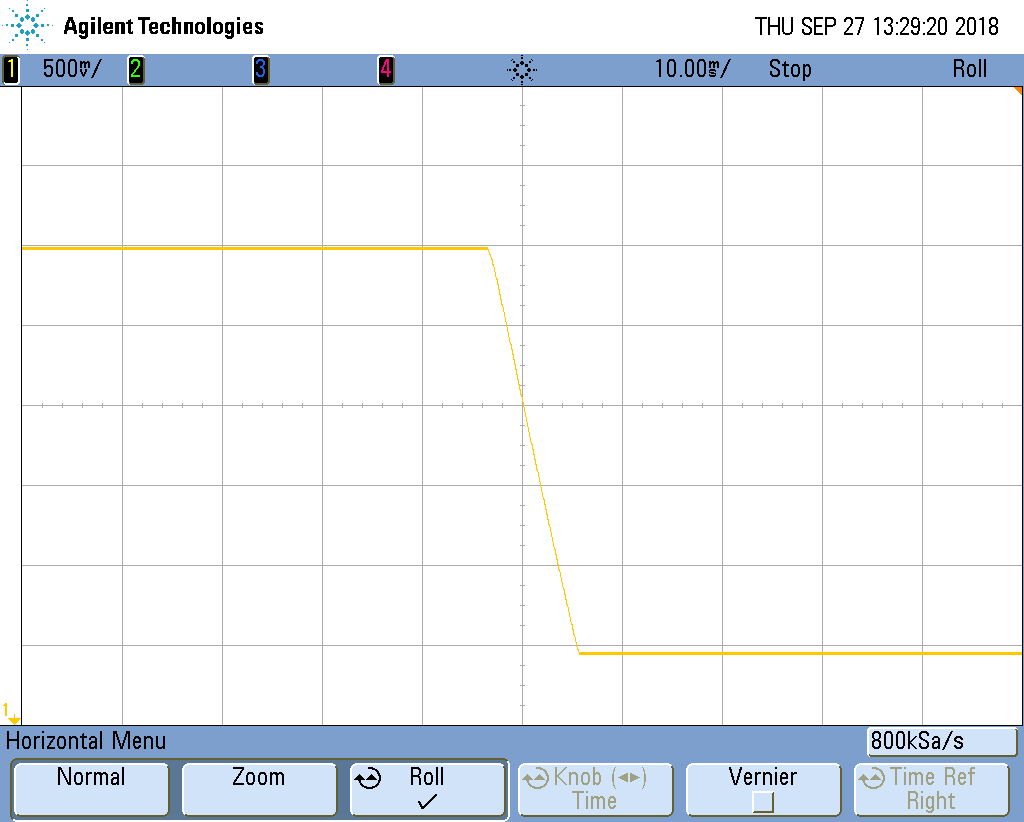 Agilent Technologies THU SEP 27 13:29:20 2018
1 500mV/ 2 3 4 10.00ms/ Stop Roll
1
Horizontal Menu 800kSa/s
Normal Zoom Roll Knob (◄►) Vernier Time Ref
✓ Time Right